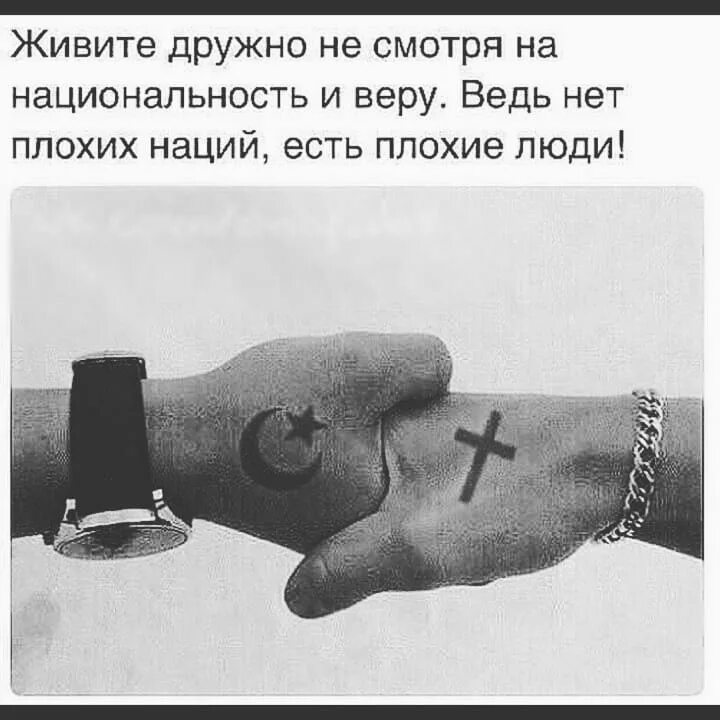 Живите дружно не смотря на
национальность и веру. Ведь нет
плохих наций, есть плохие люди!